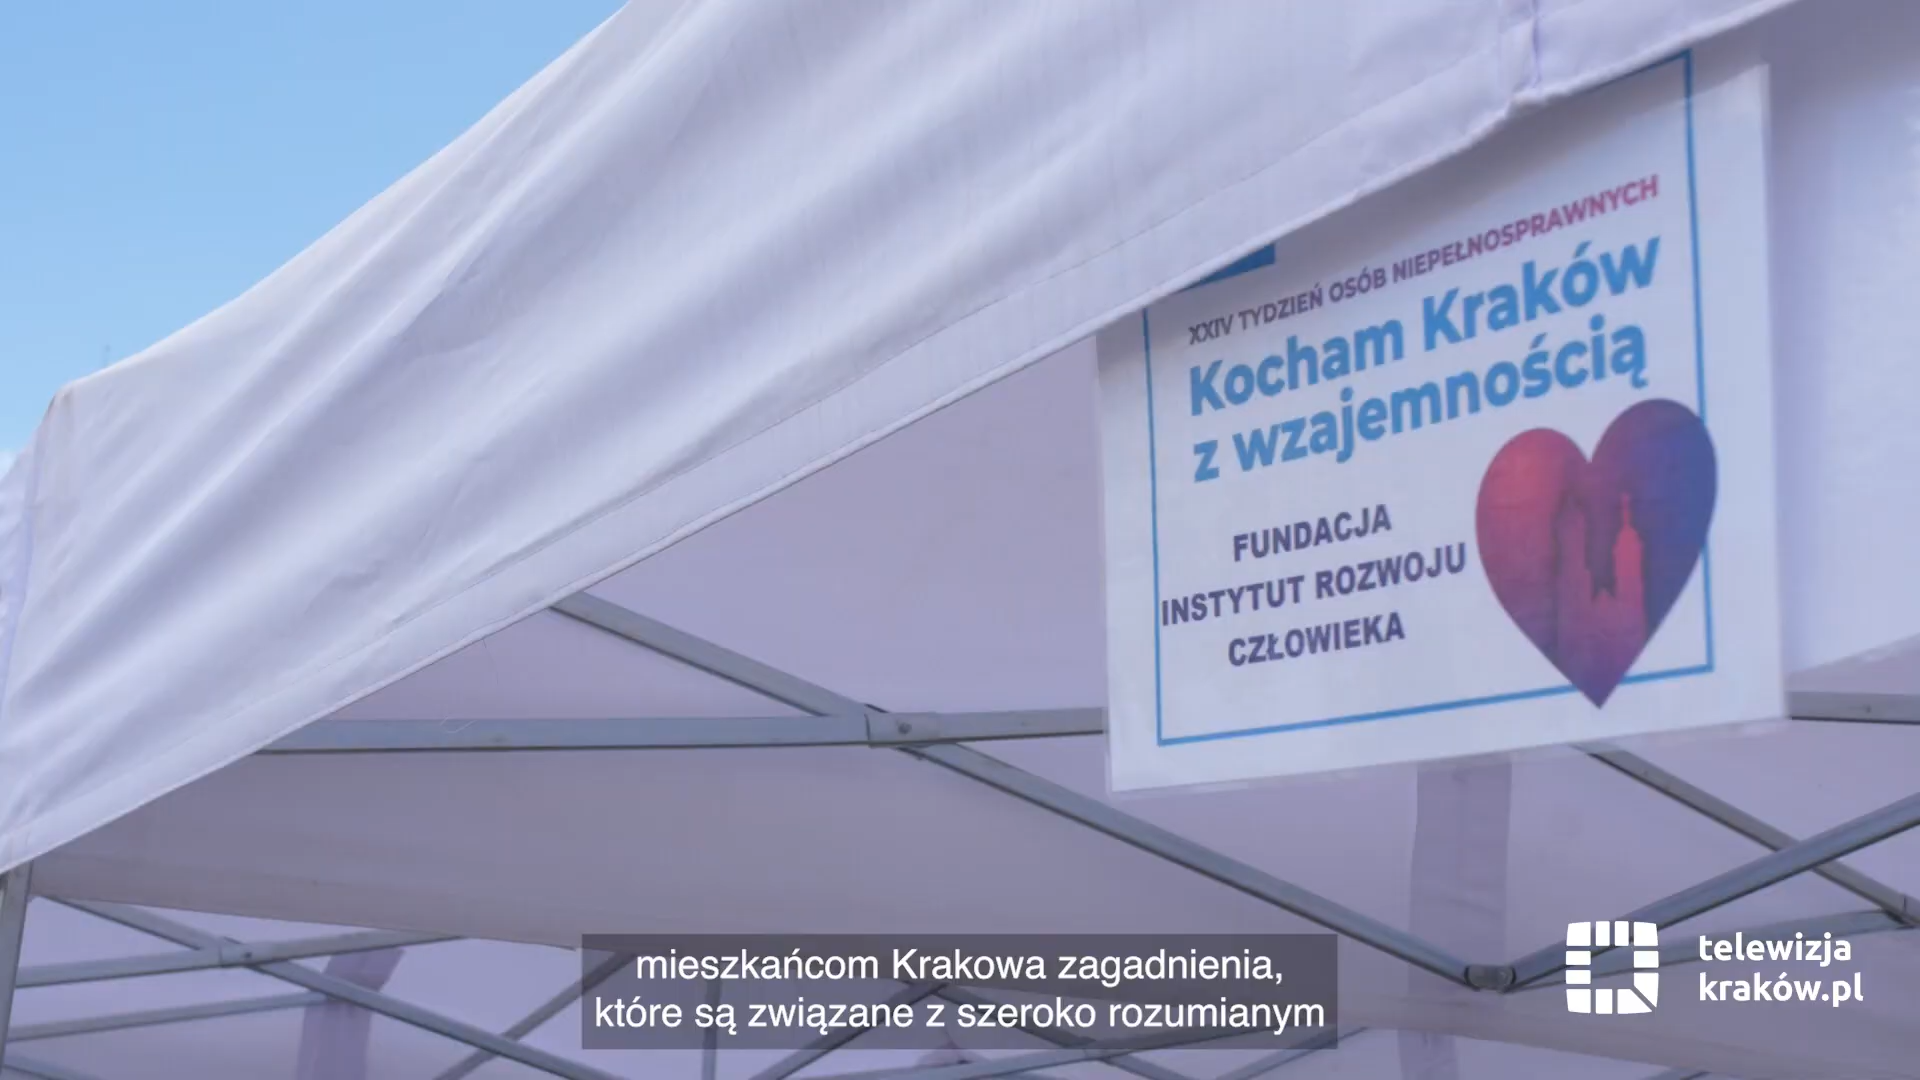 XXIV TYDZIEŃ OSÓB NIEPEŁNOSPRAWNYCH
Kocham Kraków
z wzajemnością
FUNDACJA
INSTYTUT ROZWOJU
CZŁOWIEKA
mieszkańcom Krakowa zagadnienia,
które są związane z szeroko rozumianym
telewizja
kraków.pl